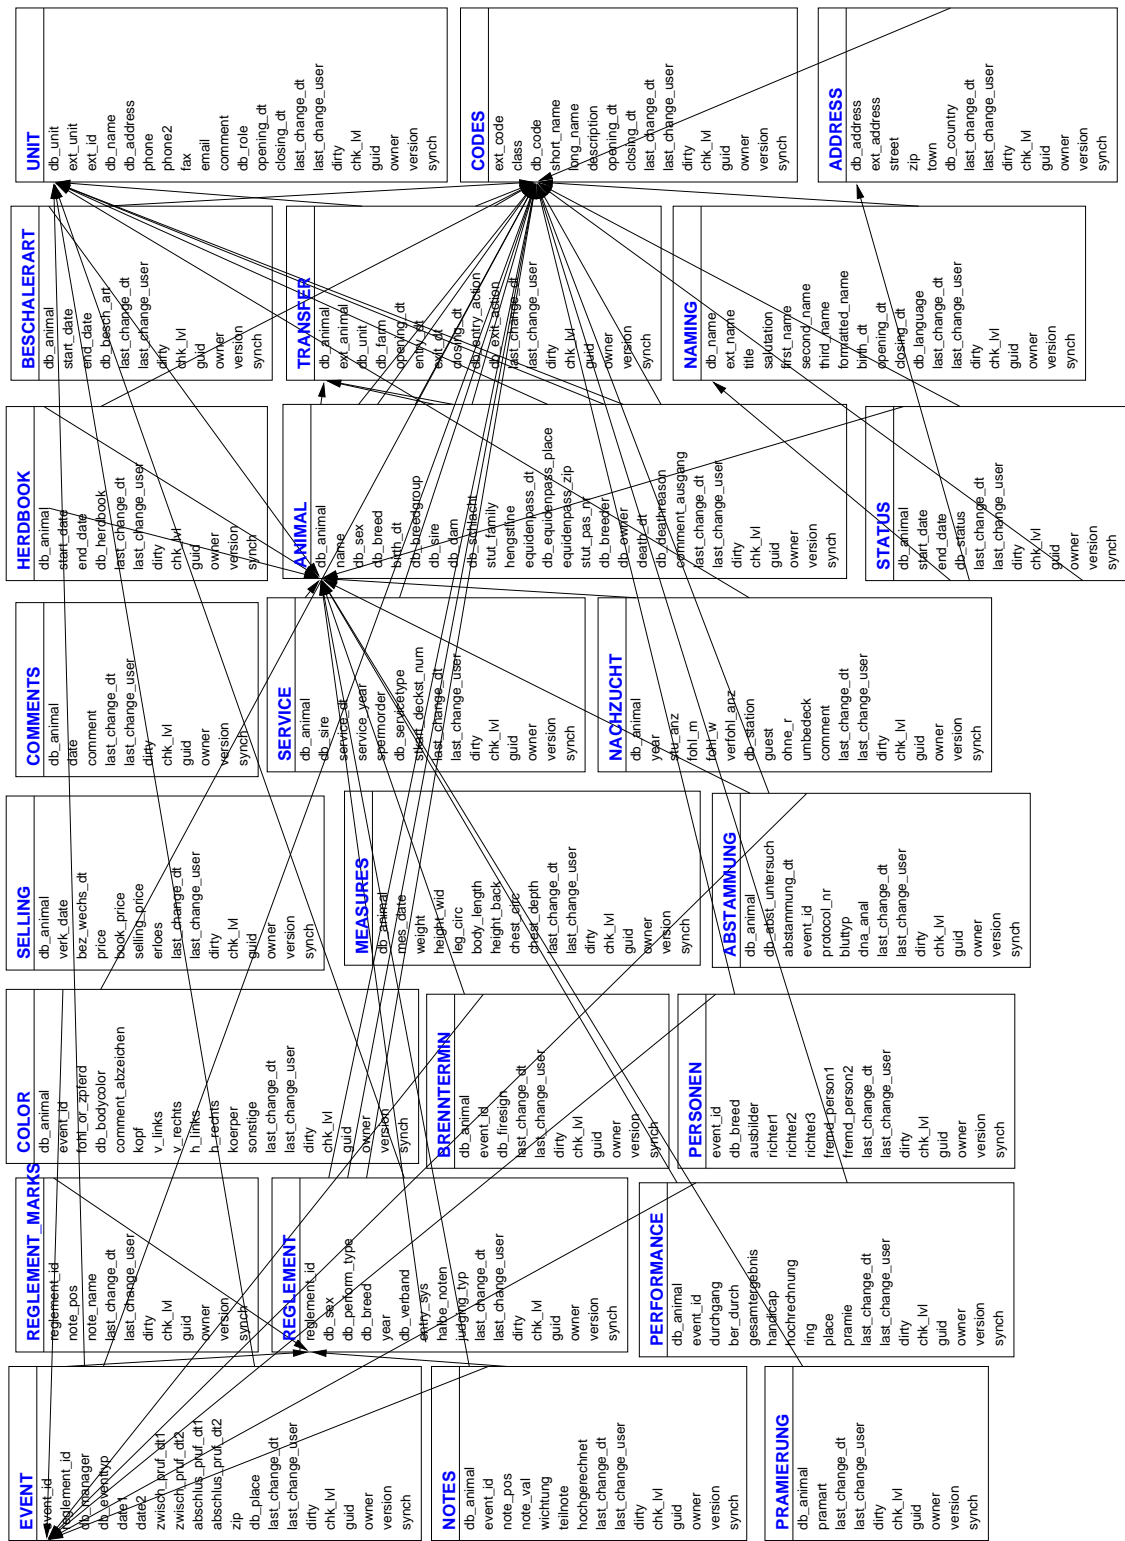 EVENT
event_id
reglement_id
db_manager
db_eventtyp
date1
date2
zwisch_pruf_dt1
zwisch_pruf_dt2
abschlus_pruf_dt1
abschlus_pruf_dt2
zip
db_place
last_change_dt
last_change_user
dirty
chk_lvl
guid
owner
version
synch
NOTES
db_animal
event_id
note_pos
note_val
wichtung
teilnote
hochgerechnet
last_change_dt
last_change_user
dirty
chk_lvl
guid
owner
version
synch
PRAMIERUNG
db_animal
pramart
last_change_dt
last_change_user
dirty
chk_lvl
guid
owner
version
synch
REGLEMENT_MARKS
reglement_id
note_pos
note_name
last_change_dt
last_change_user
dirty
chk_lvl
guid
owner
version
synch
REGLEMENT
reglement_id
db_sex
db_perform_type
db_breed
year
db_verband
entry_sys
halbe_noten
judging_typ
last_change_dt
last_change_user
dirty
chk_lvl
guid
owner
version
synch
PERFORMANCE
db_animal
event_id
durchgang
ber_durch
gesamtergebnis
handicap
hochrechnung
ring
place
pramie
last_change_dt
last_change_user
dirty
chk_lvl
guid
owner
version
synch
COLOR
db_animal
event_id
fohl_or_zpferd
db_bodycolor
comment_abzeichen
kopf
v_links
v_rechts
h_links
h_rechts
koerper
sonstige
last_change_dt
last_change_user
dirty
chk_lvl
guid
owner
version
synch
BRENNTERMIN
db_animal
event_id
db_firesign
last_change_dt
last_change_user
dirty
chk_lvl
guid
owner
version
synch
PERSONEN
event_id
db_breed
ausbilder
richter1
richter2
richter3
fremd_person1
fremd_person2
last_change_dt
last_change_user
dirty
chk_lvl
guid
owner
version
synch
SELLING
db_animal
verk_date
bez_wechs_dt
price
book_price
selling_price
erloes
last_change_dt
last_change_user
dirty
chk_lvl
guid
owner
version
synch
MEASURES
db_animal
mes_date
weight
height_wid
leg_circ
body_length
height_back
chest_circ
chest_depth
last_change_dt
last_change_user
dirty
chk_lvl
guid
owner
version
synch
ABSTAMMUNG
db_animal
db_abst_untersuch
abstammung_dt
event_id
protocol_nr
bluttyp
dna_anal
last_change_dt
last_change_user
dirty
chk_lvl
guid
owner
version
synch
COMMENTS
db_animal
date
comment
last_change_dt
last_change_user
dirty
chk_lvl
guid
owner
version
synch
SERVICE
db_animal
db_sire
service_dt
service_year
spermorder
db_servicetype
skart_deckst_num
last_change_dt
last_change_user
dirty
chk_lvl
guid
owner
version
synch
NACHZUCHT
db_animal
year
stu_anz
fohl_m
fohl_w
verfohl_anz
db_station
guest
ohne_r
umbedeck
comment
last_change_dt
last_change_user
dirty
chk_lvl
guid
owner
version
synch
HERDBOOK
db_animal
start_date
end_date
db_herdbook
last_change_dt
last_change_user
dirty
chk_lvl
guid
owner
version
synch
ANIMAL
db_animal
name
db_sex
db_breed
birth_dt
db_breedgroup
db_sire
db_dam
db_schlacht
stut_family
hengstline
equidenpass_dt
db_equidenpass_place
equidenpass_zip
stut_pas_nr
db_breeder
db_owner
death_dt
db_deathreason
comment_ausgang
last_change_dt
last_change_user
dirty
chk_lvl
guid
owner
version
synch
STATUS
db_animal
start_date
end_date
db_status
last_change_dt
last_change_user
dirty
chk_lvl
guid
owner
version
synch
BESCHALERART
db_animal
start_date
end_date
db_besch_art
last_change_dt
last_change_user
dirty
chk_lvl
guid
owner
version
synch
TRANSFER
db_animal
ext_animal
db_unit
db_farm
opening_dt
entry_dt
exit_dt
closing_dt
db_entry_action
db_exit_action
last_change_dt
last_change_user
dirty
chk_lvl
guid
owner
version
synch
NAMING
db_name
ext_name
title
salutation
first_name
second_name
third_name
formatted_name
birth_dt
opening_dt
closing_dt
db_language
last_change_dt
last_change_user
dirty
chk_lvl
guid
owner
version
synch
UNIT
db_unit
ext_unit
ext_id
db_name
db_address
phone
phone2
fax
email
comment
db_role
opening_dt
closing_dt
last_change_dt
last_change_user
dirty
chk_lvl
guid
owner
version
synch
CODES
ext_code
class
db_code
short_name
long_name
description
opening_dt
closing_dt
last_change_dt
last_change_user
dirty
chk_lvl
guid
owner
version
synch
ADDRESS
db_address
ext_address
street
zip
town
db_country
last_change_dt
last_change_user
dirty
chk_lvl
guid
owner
version
synch